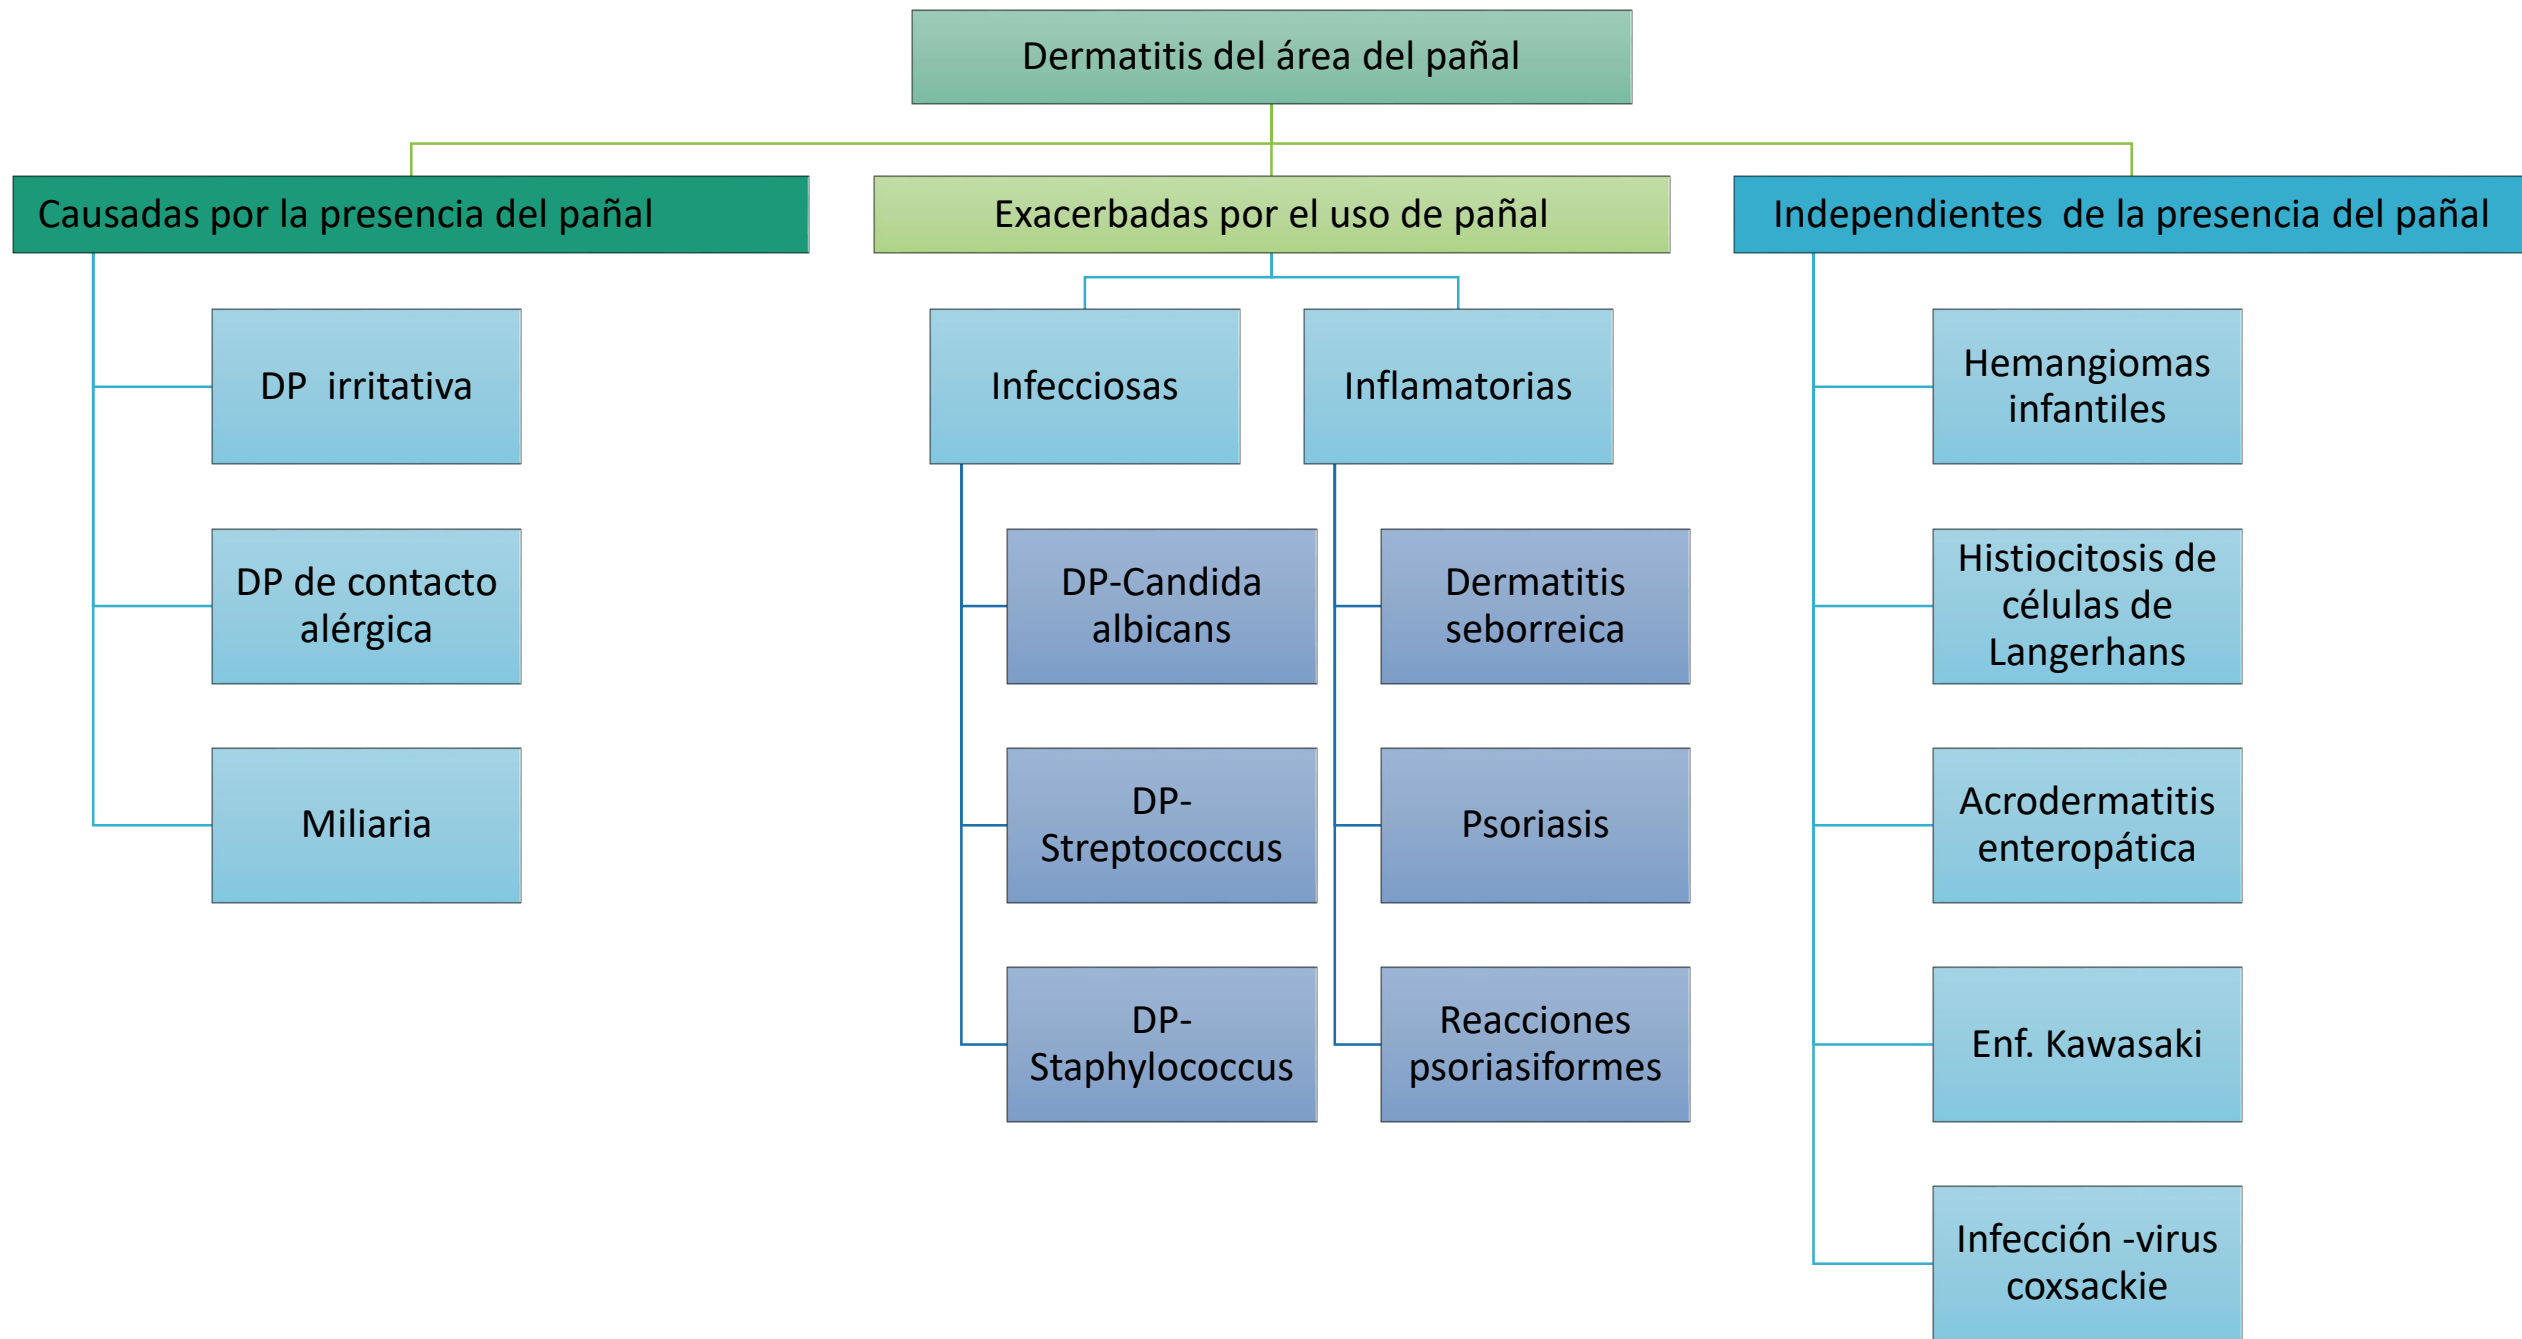 Dermatitis del área del pañal
Causadas por la presencia del pañal
DP irritativa
DP de contacto
alérgica
Miliaria
Exacerbadas por el uso de pañal
Infecciosas
DP-Candida
albicans
DP-
Streptococcus
DP-
Staphylococcus
Inflamatorias
Dermatitis
seborreica
Psoriasis
Reacciones
psoriasiformes
Independientes de la presencia del pañal
Hemangiomas
infantiles
Histiocitosis de
células de
Langerhans
Acrodermatitis
enteropática
Enf. Kawasaki
Infección -virus
coxsackie